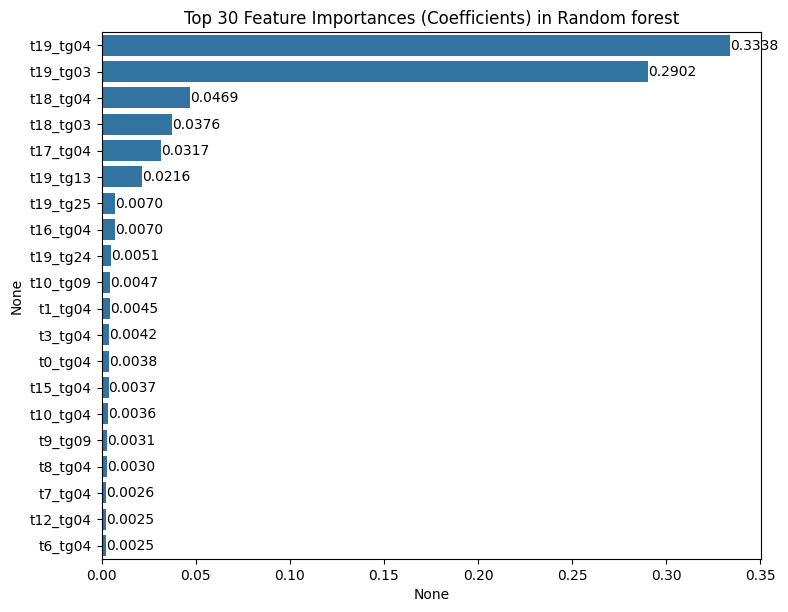 Top 30 Feature Importances (Coefficients) in Random forest
t19_tg04 0.3338
t19_tg03 0.2902
t18_tg04 0.0469
t18_tg03 0.0376
t17_tg04 0.0317
t19_tg13 0.0216
t19_tg25 0.0070
t16_tg04 0.0070
t19_tg24 0.0051
t10_tg09 0.0047
t1_tg04 0.0045
t3_tg04 0.0042
t0_tg04 0.0038
t15_tg04 0.0037
t10_tg04 0.0036
t9_tg09 0.0031
t8_tg04 0.0030
t7_tg04 0.0026
t12_tg04 0.0025
t6_tg04 0.0025
None
0.00 0.05 0.10 0.15 0.20 0.25 0.30 0.35
None